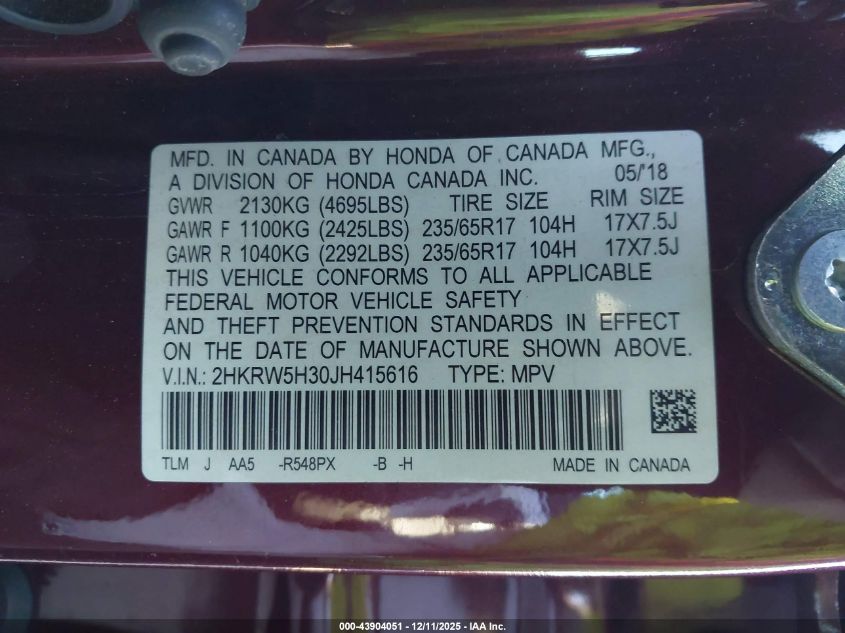 MFD. IN CANADA BY HONDA OF CANADA MFG.,
A DIVISION OF HONDA CANADA INC. 05/'18
GVWR 2130KG (4695LBS) TIRE SIZE RIM SIZE
GAWR F 1100KG (2425LBS) 235/65R17 104H 17X7.5J
GAWR R 1040KG (2292LBS) 235/65R17 104H 17X7.5J
THIS VEHICLE CONFORMS TO ALL APPLICABLE
FEDERAL MOTOR VEHICLE SAFETY
AND THEFT PREVENTION STANDARDS IN EFFECT
ON THE DATE OF MANUFACTURE SHOWN ABOVE.
V.I.N.: 2HKRW5H30JH415616 TYPE: MPV
TLM J AA5 -R548PX -B -H MADE IN CANADA
000-43904051 - 12/11/2025 - IAA Inc.